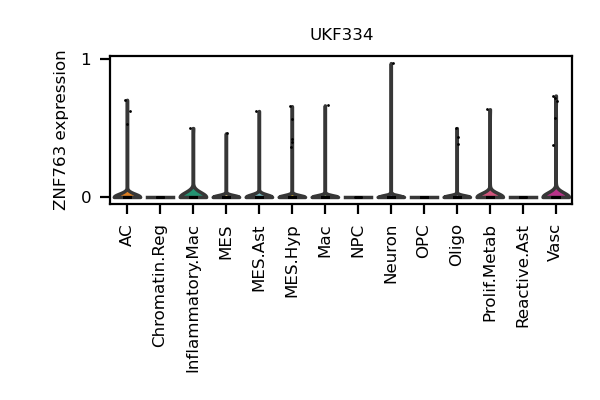 UKF334
ZNF763 expression
1
0
AC
Chromatin.Reg
Inflammatory.Mac
MES
MES.Ast
MES.Hyp
Mac
NPC
Neuron
OPC
Oligo
Prolif.Metab
Reactive.Ast
Vasc